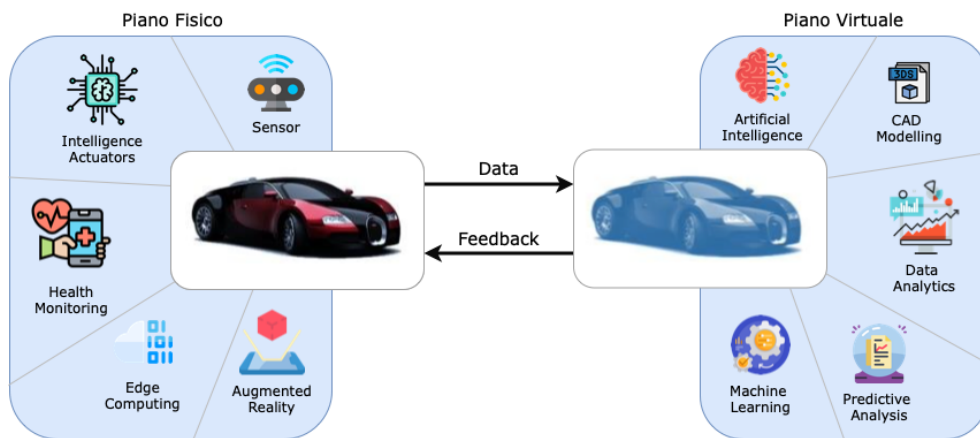 Piano Fisico
Intelligence
Actuators
Sensor
Health
Monitoring
Edge
Computing
Augmented
Reality
Data
Feedback
Piano Virtuale
Artificial
Intelligence
3DS
CAD
Modelling
Data
Analytics
Machine
Learning
Predictive
Analysis